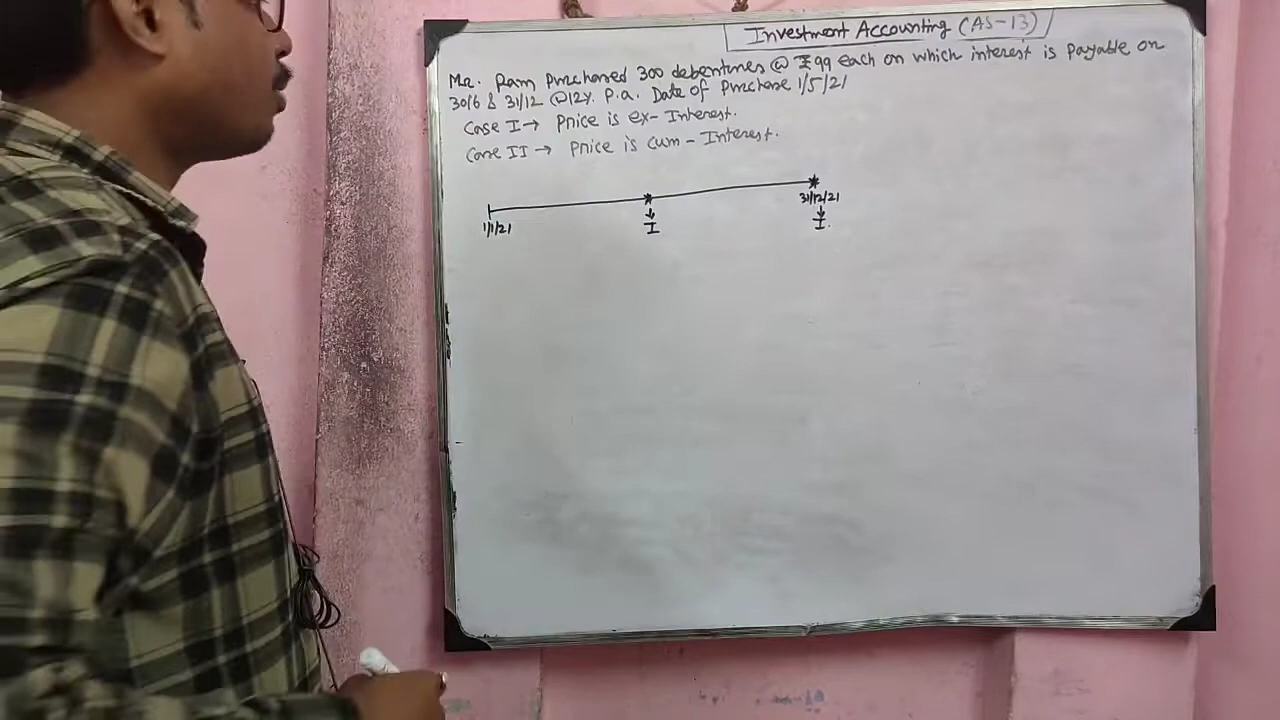 Investment Accounting (AS-13)
Mr. Ram purchased 300 debentures @ ₹99 each on which interest is payable on
30/6 & 31/12 @12%. P.a. Date of Purchase 1/5/21
Case I → Price is ex-Interest.
Case II → Price is cum-Interest.
1/1/21
31/12/21
I
I.